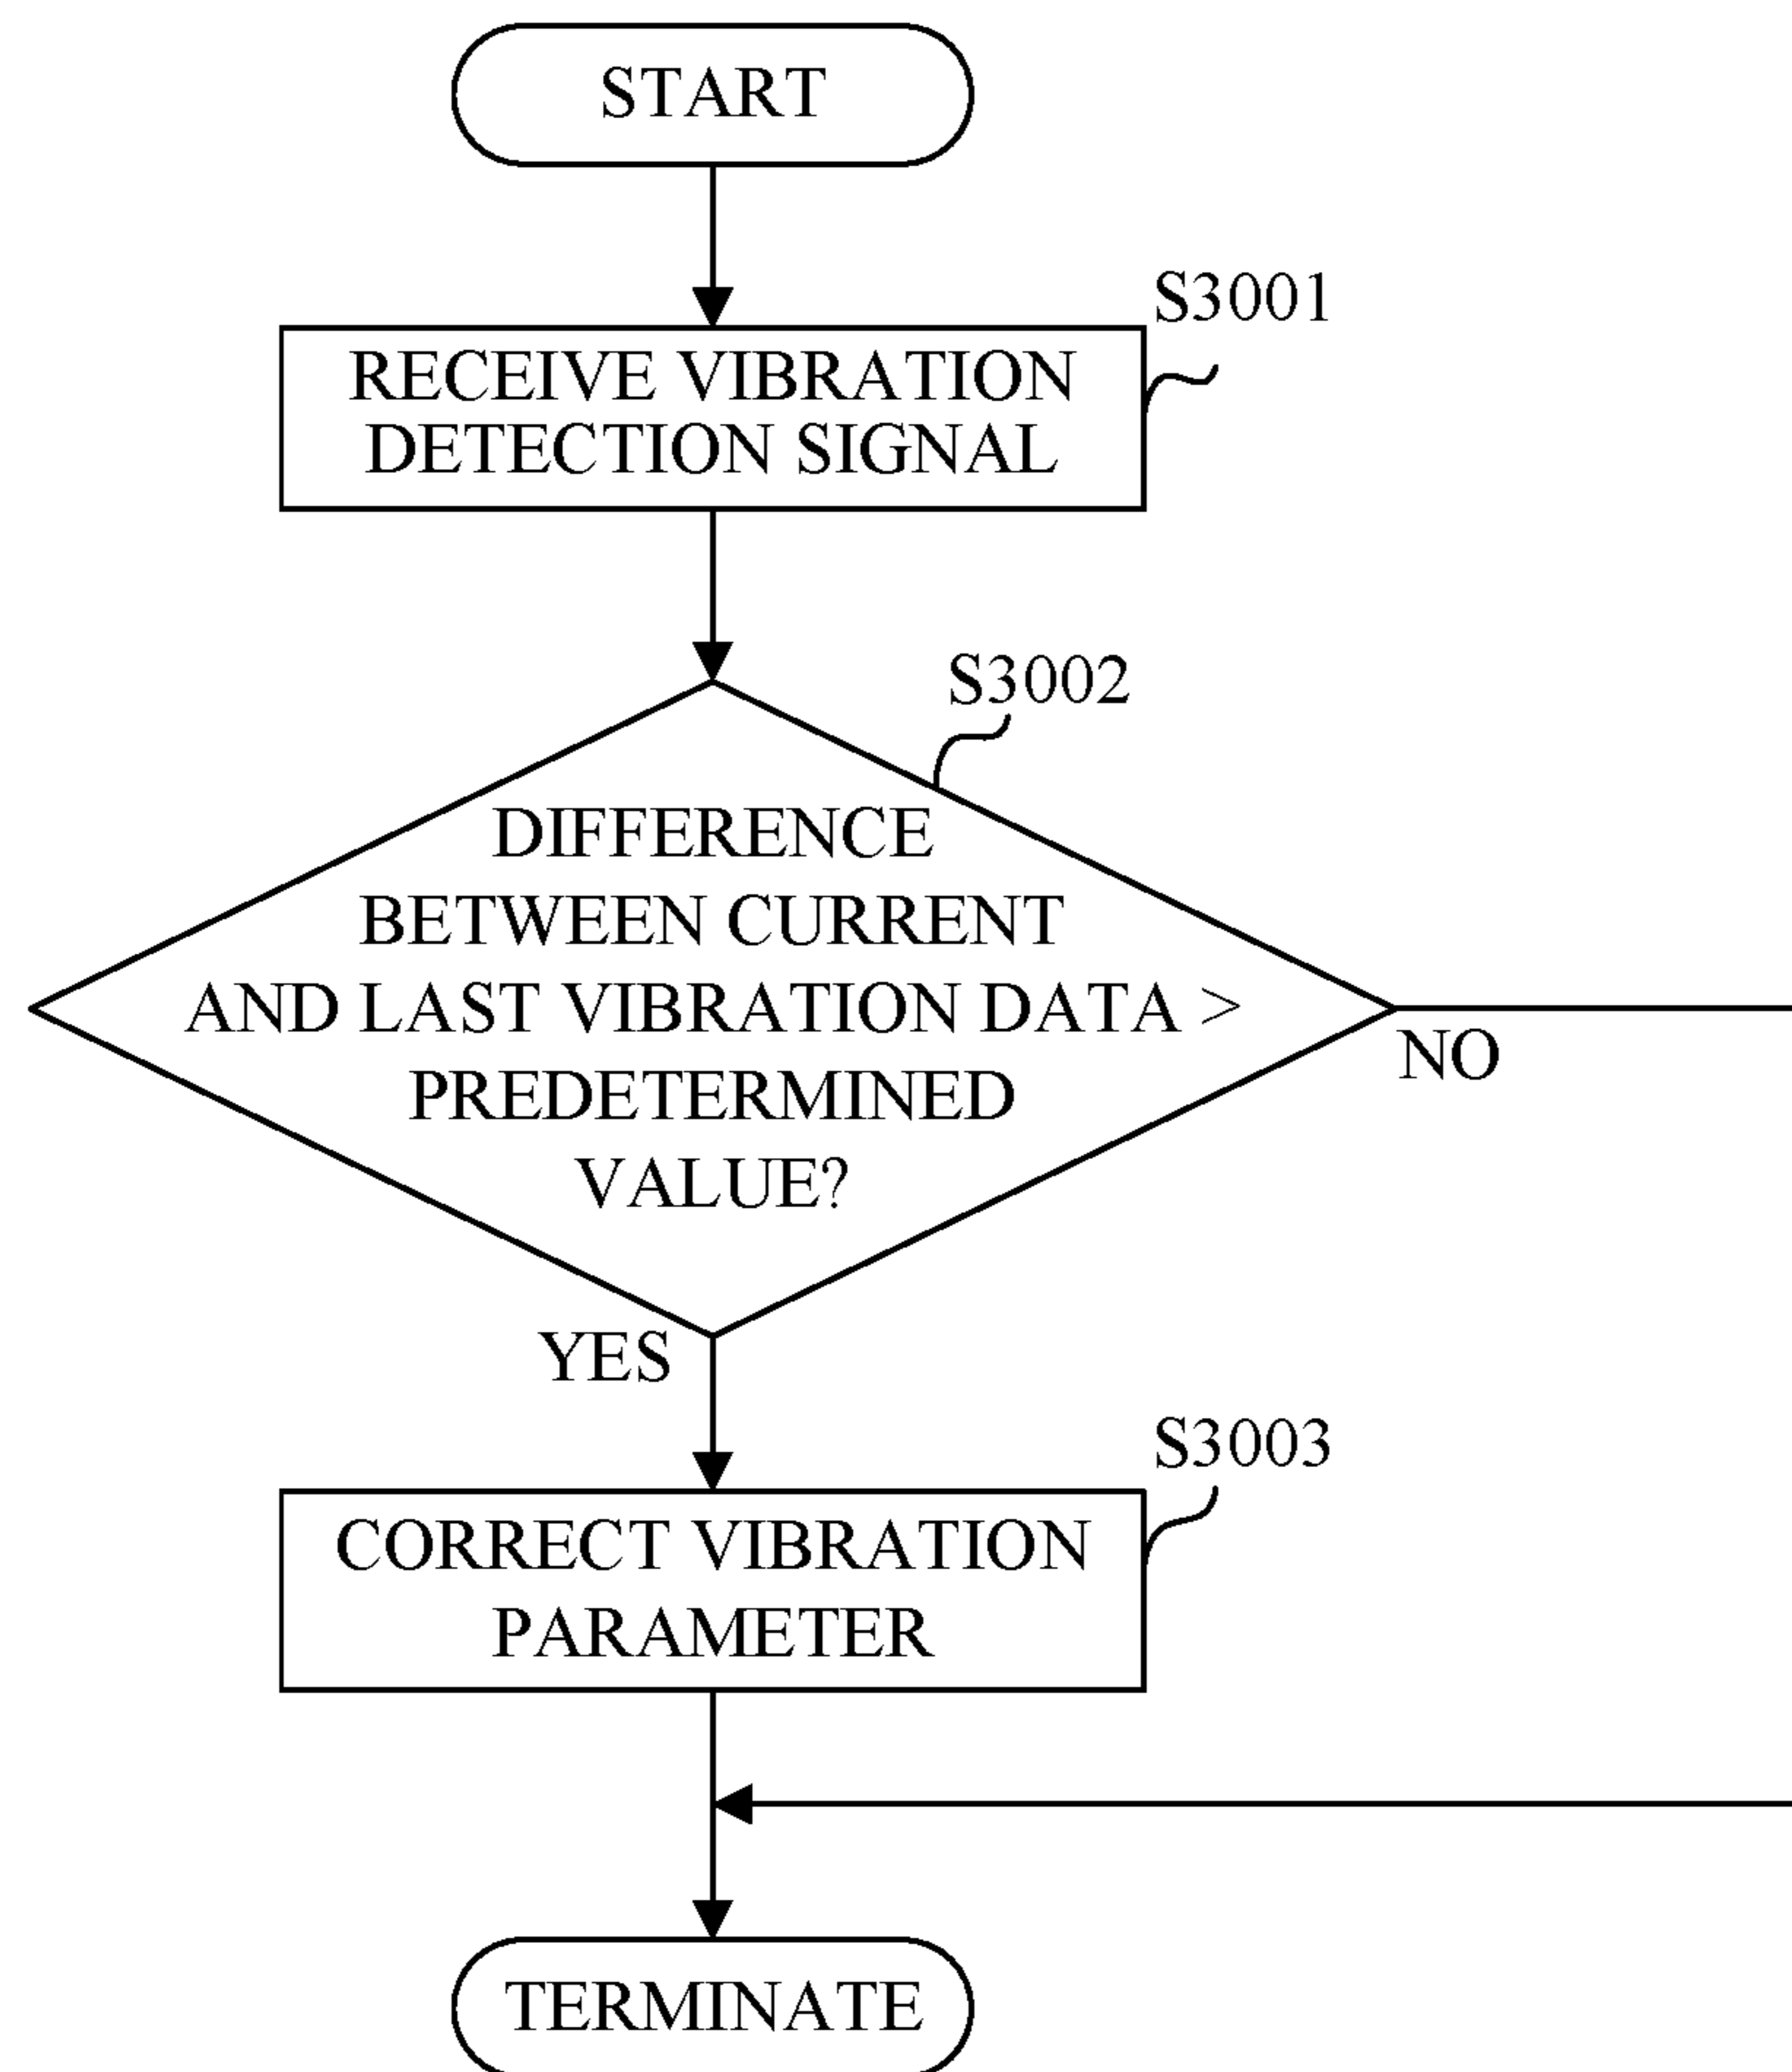 START
S3001
RECEIVE VIBRATION
DETECTION SIGNAL
S3002
DIFFERENCE
BETWEEN CURRENT
AND LAST VIBRATION DATA >
PREDETERMINED
VALUE?
NO
YES
S3003
CORRECT VIBRATION
PARAMETER
TERMINATE